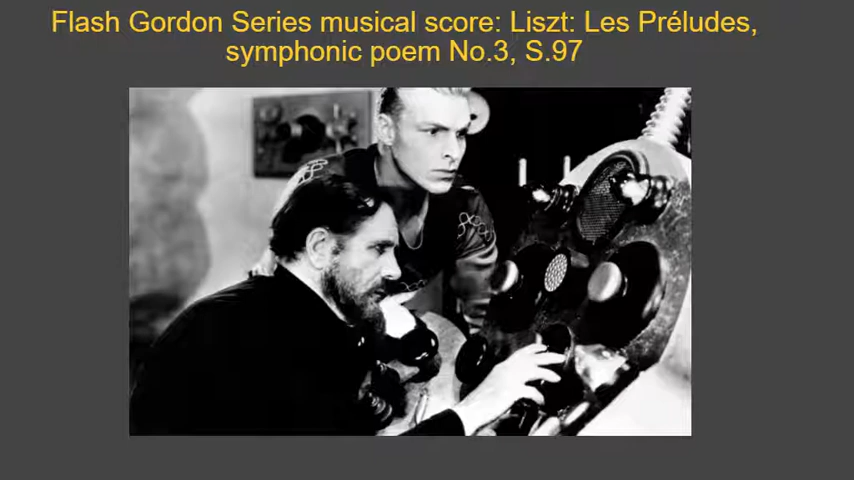 Flash Gordon Series musical score: Liszt: Les Préludes,
symphonic poem No.3, S.97